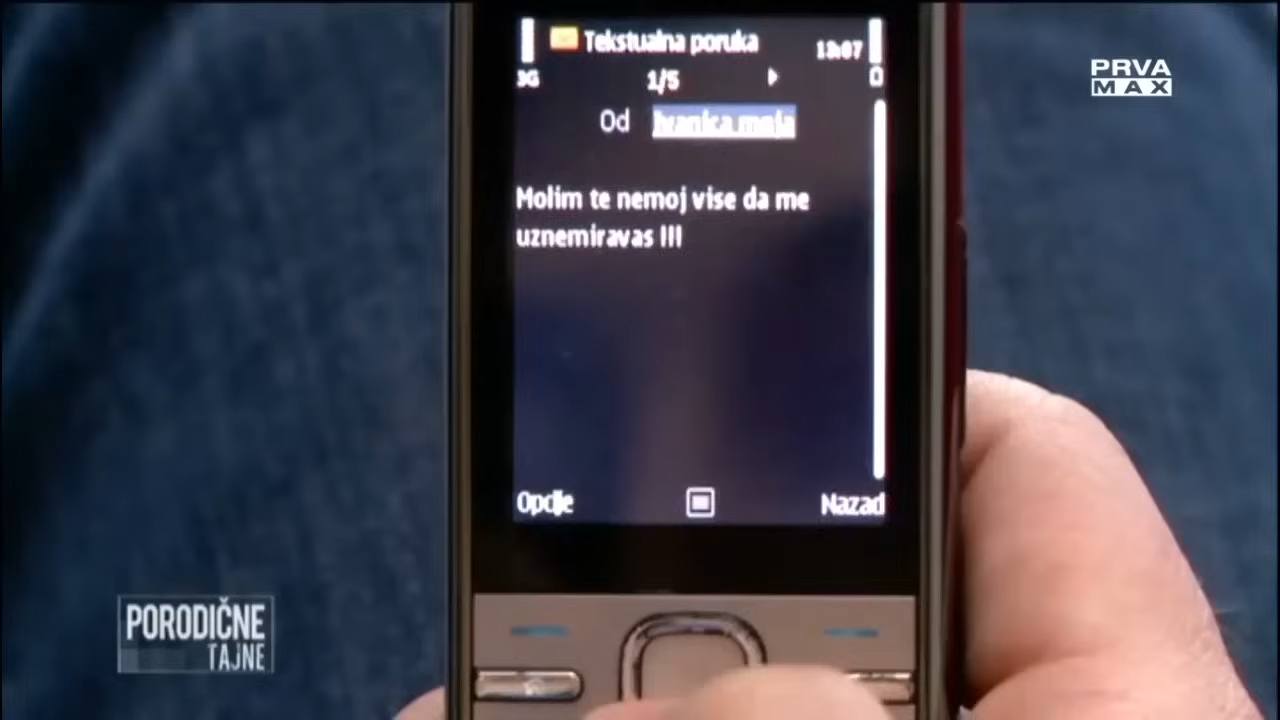 Tekstualna poruka
3G
1/5
Od
moja
Molim te nemoj vise da me
uznemiravas !!!
Opcije
Nazad
PRVA
MAX
PORODIČNE
TAJNE